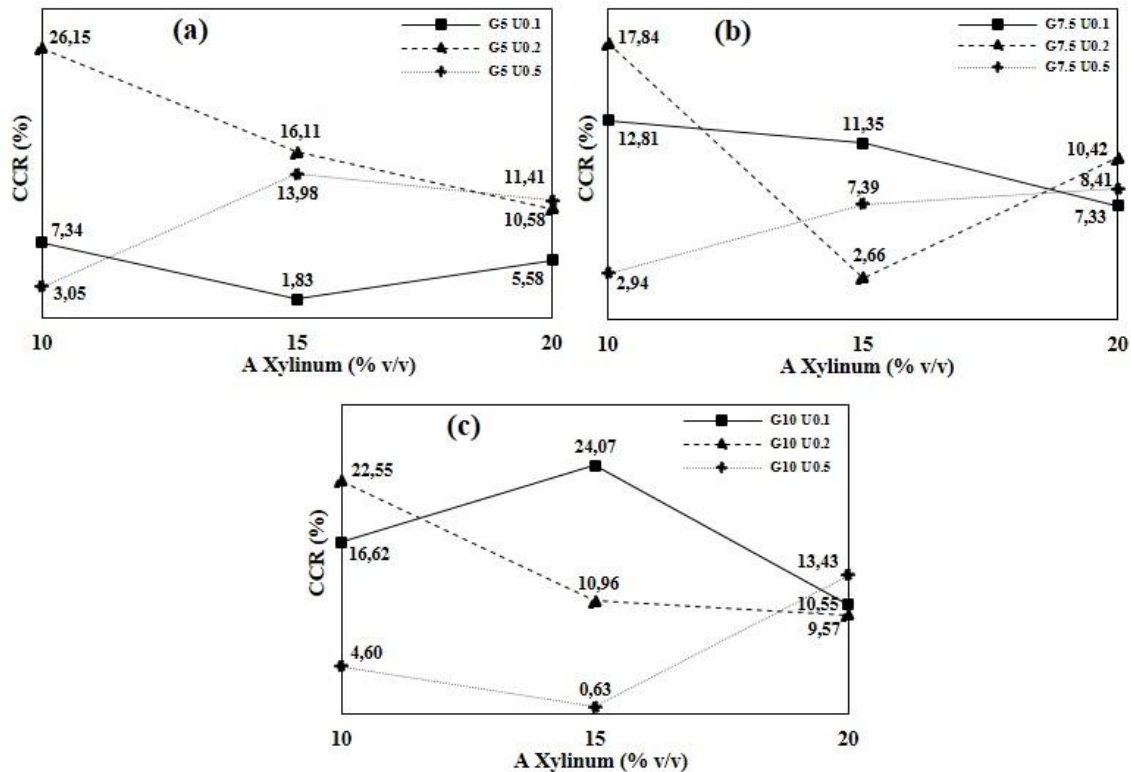 (a)
G5 U0.1
G5 U0.2
G5 U0.5
26,15
16,11
13,98
11,41
10,58
7,34
3,05
1,83
5,58
CCR (%)
10
15
20
A Xylinum (% v/v)
(b)
G7.5 U0.1
G7.5 U0.2
G7.5 U0.5
17,84
12,81
11,35
10,42
8,41
7,39
7,33
2,94
2,66
CCR (%)
10
15
20
A Xylinum (% v/v)
(c)
G10 U0.1
G10 U0.2
G10 U0.5
24,07
22,55
16,62
13,43
10,96
10,55
9,57
4,60
0,63
CCR (%)
10
15
20
A Xylinum (% v/v)